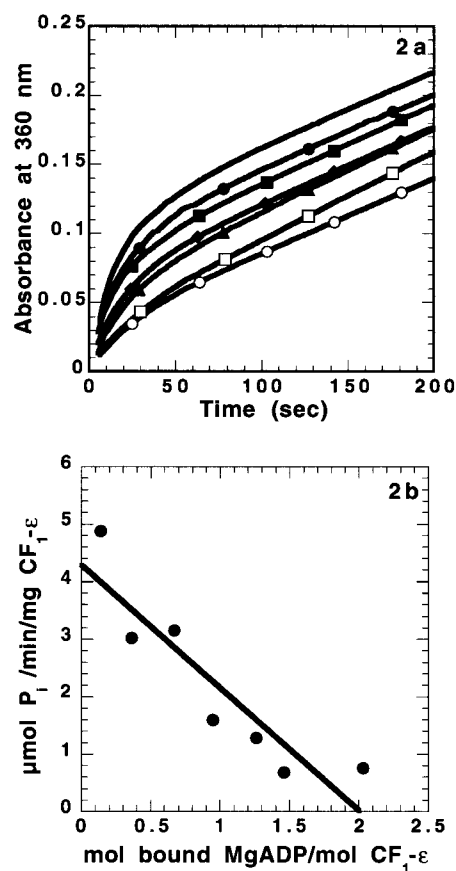 2a
0.25
0.2
0.15
0.1
0.05
0
Absorbance at 360 nm
0 50 100 150 200
Time (sec)
2b
6
5
4
3
2
1
0
μmol Pi /min/mg CF1-ε
0 0.5 1 1.5 2 2.5
mol bound MgADP/mol CF1-ε